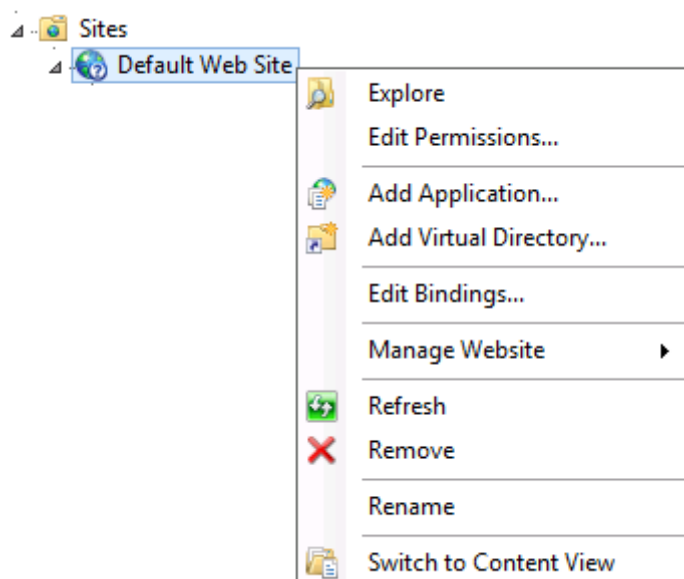 Sites
Default Web Site
Explore
Edit Permissions...
Add Application...
Add Virtual Directory...
Edit Bindings...
Manage Website
Refresh
Remove
Rename
Switch to Content View